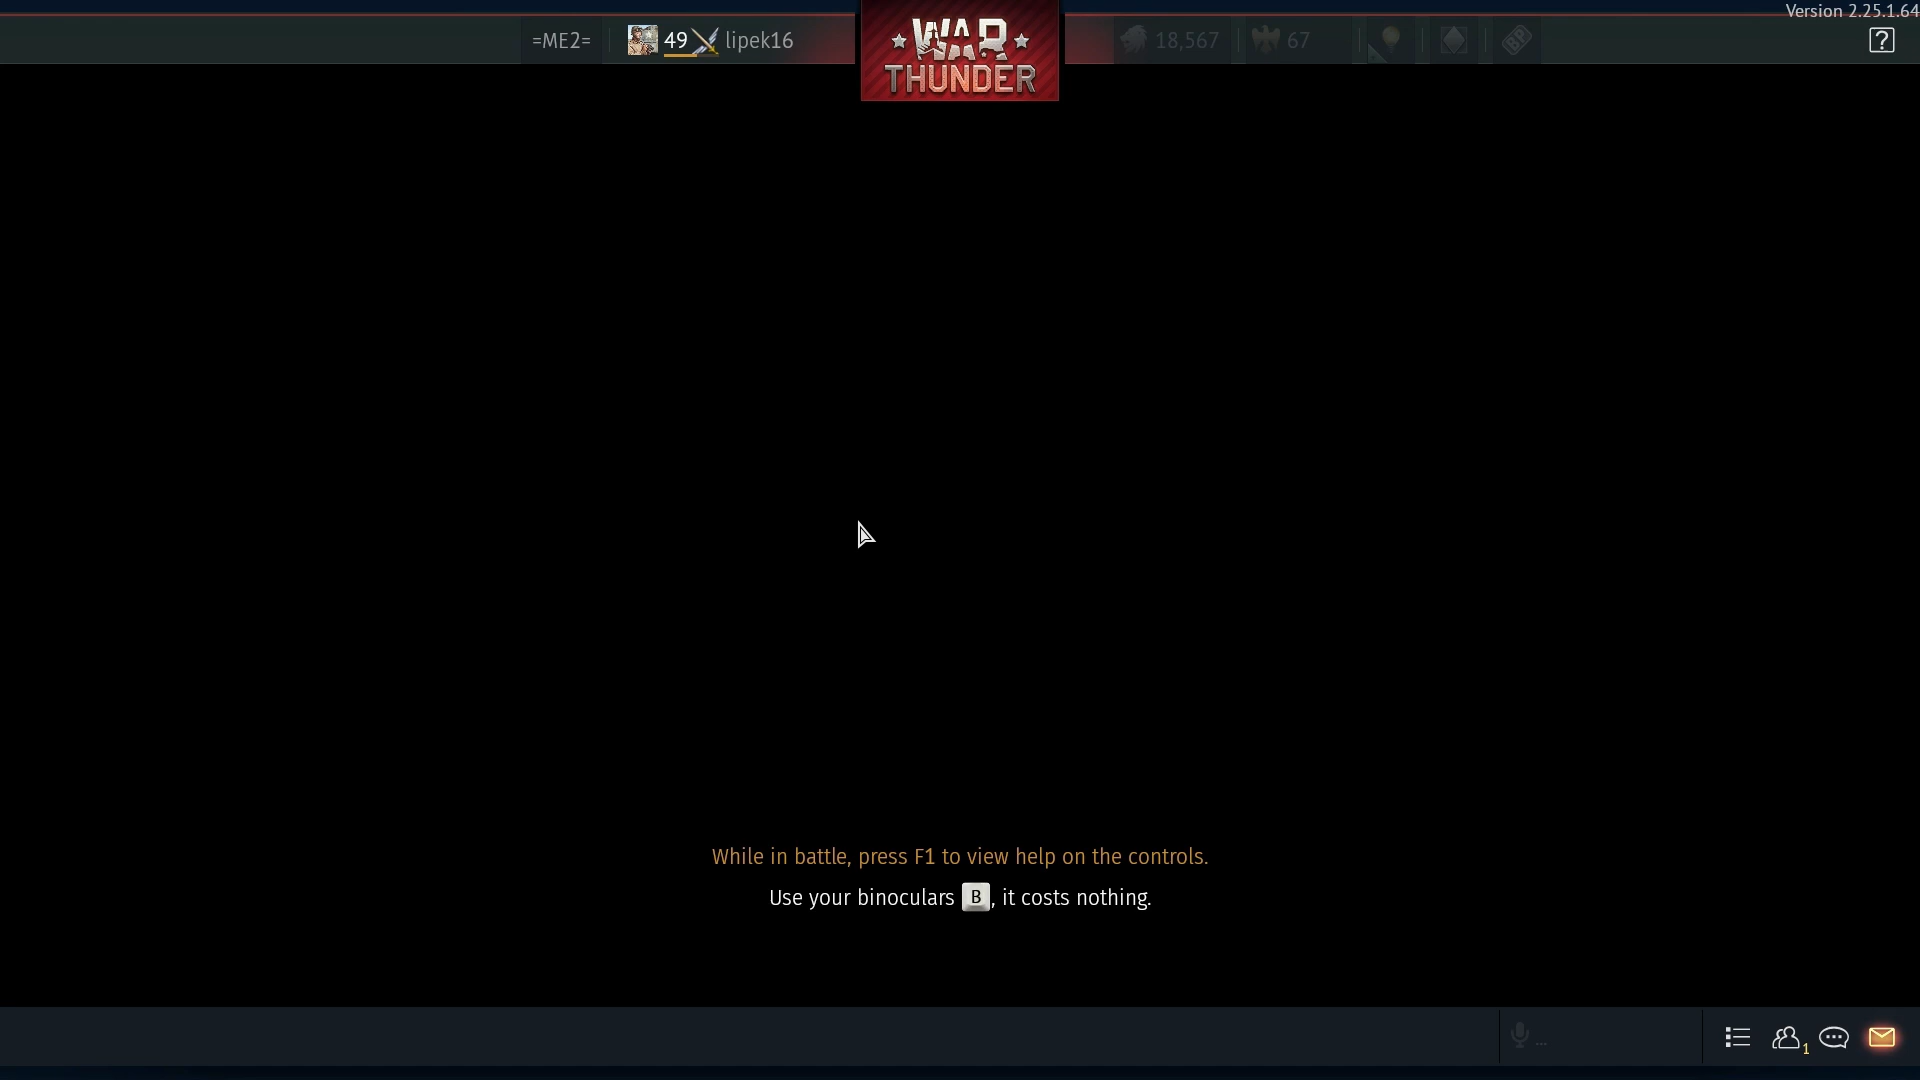 Version 2.25.1.64
=ME2=
49
lipek16
WAR
THUNDER
18,567
67
BP
?
While in battle, press F1 to view help on the controls.
Use your binoculars B, it costs nothing.
...
1